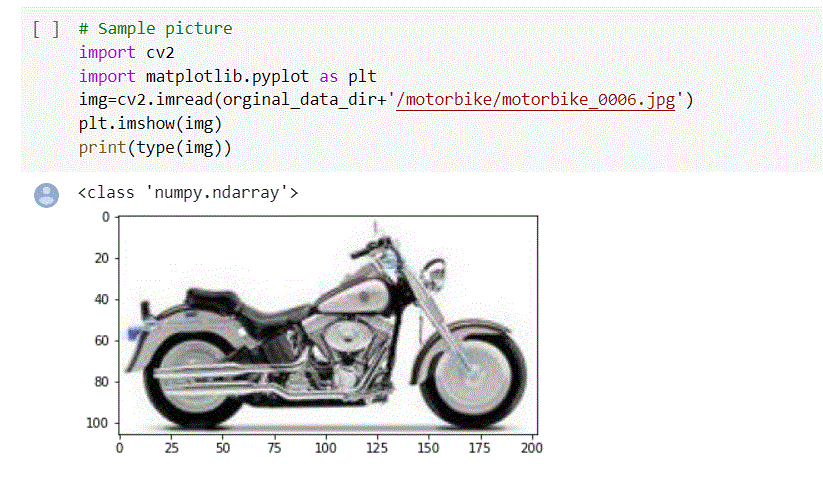 [ ] # Sample picture
import cv2
import matplotlib.pyplot as plt
img=cv2.imread(orginal_data_dir+'/motorbike/motorbike_0006.jpg')
plt.imshow(img)
print(type(img))
<class 'numpy.ndarray'>
0
20
40
60
80
100
0 25 50 75 100 125 150 175 200